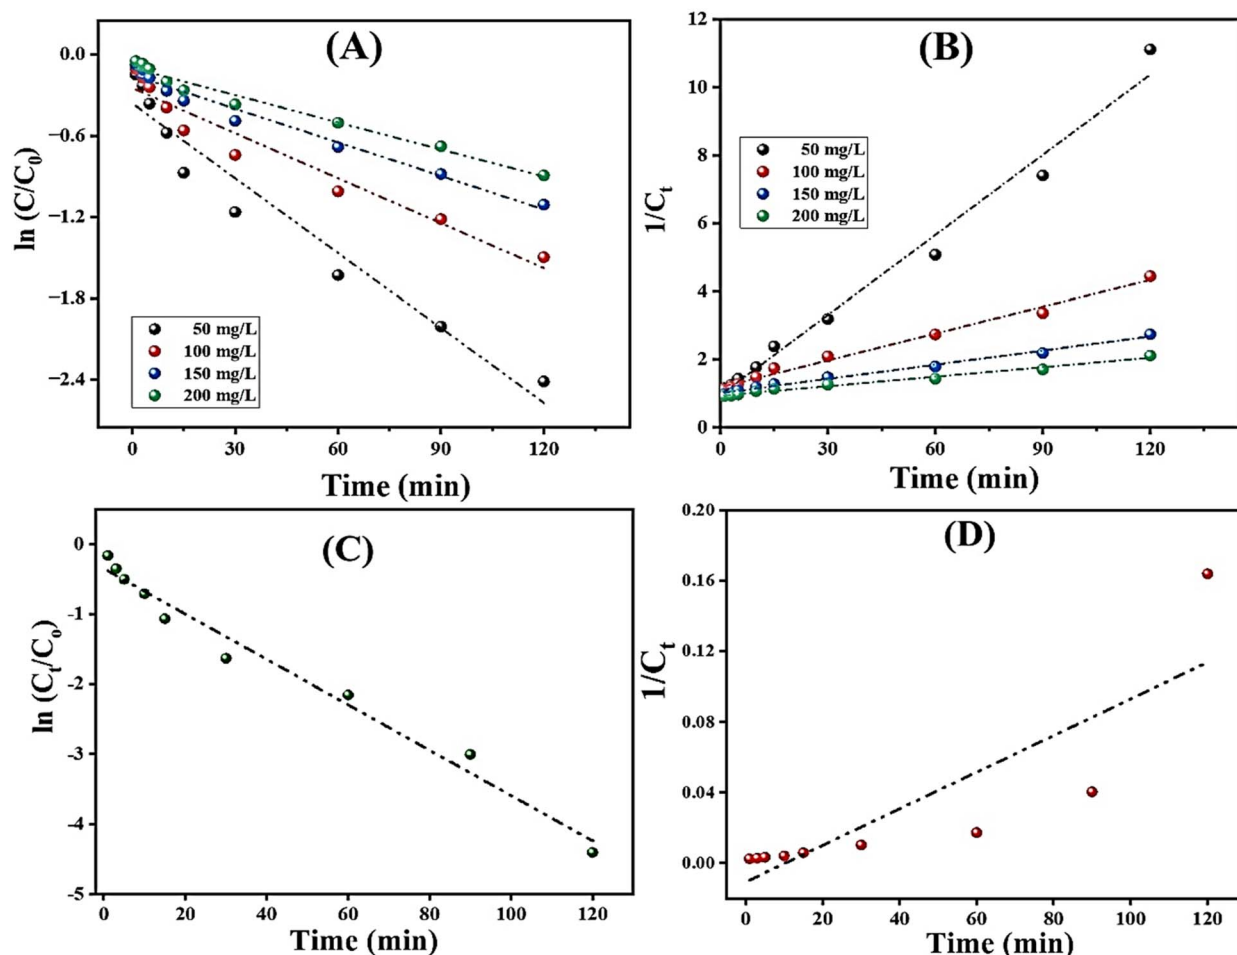 (A)
ln (C/C0)
0.0
−0.6
−1.2
−1.8
−2.4
50 mg/L
100 mg/L
150 mg/L
200 mg/L
0 30 60 90 120
Time (min)
(B)
1/Ct
12
10
8
6
4
2
0
50 mg/L
100 mg/L
150 mg/L
200 mg/L
0 30 60 90 120
Time (min)
(C)
ln (Ct/Co)
0
-1
-2
-3
-4
-5
0 20 40 60 80 100 120
Time (min)
(D)
1/Ct
0.20
0.16
0.12
0.08
0.04
0.00
0 20 40 60 80 100 120
Time (min)